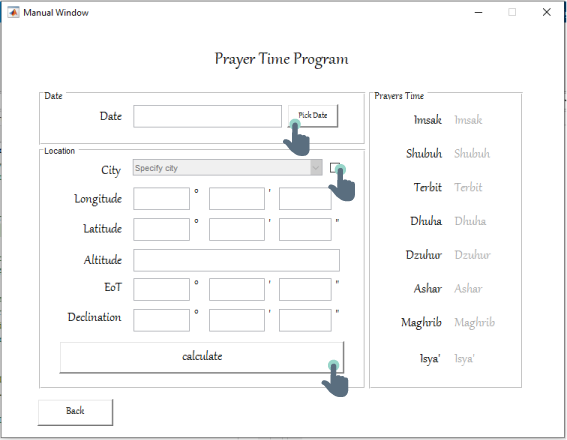 Manual Window
Prayer Time Program
Date
Date
Pick Date
Location
City Specify city
Longitude ° '
Latitude ° ' "
Altitude
EoT ° ' "
Declination ° ' "
calculate
Back
Prayers Time
Imsak Imsak
Shubuh Shubuh
Terbit Terbit
Dhuha Dhuha
Dzuhur Dzuhur
Ashar Ashar
Maghrib Maghrib
Isya' Isya'